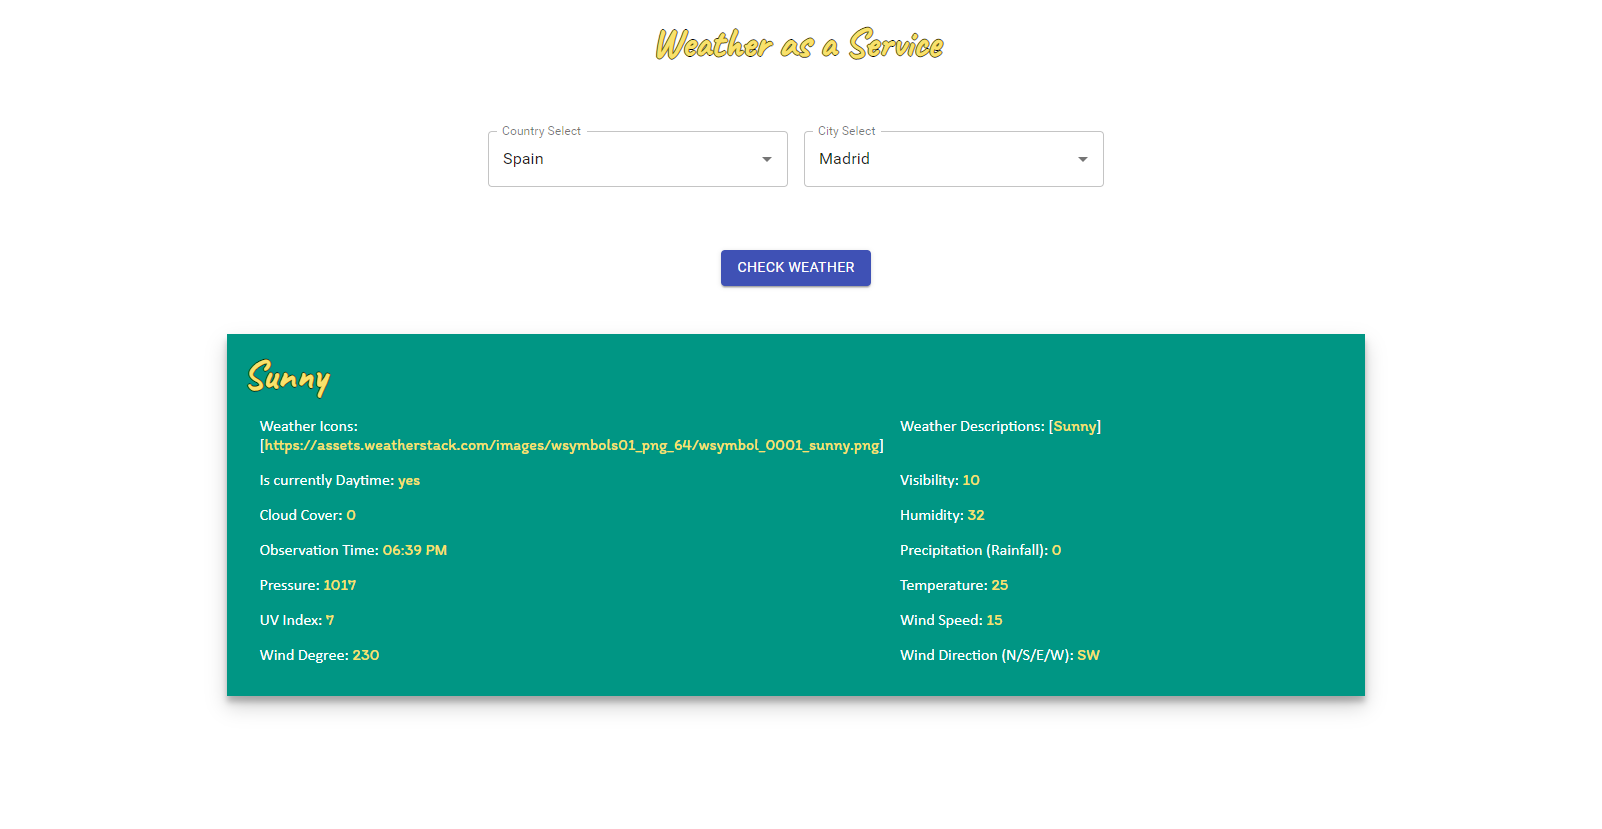 Weather as a Service
Country Select
City Select
Spain
Madrid
CHECK WEATHER
Sunny
Weather Icons:
[https://assets.weatherstack.com/images/wsymbols01_png_64/wsymbol_0001_sunny.png]
Weather Descriptions: [Sunny]
Is currently Daytime: yes
Visibility: 10
Cloud Cover: 0
Humidity: 32
Observation Time: 06:39 PM
Precipitation (Rainfall): 0
Pressure: 1017
Temperature: 25
UV Index: 7
Wind Speed: 15
Wind Degree: 230
Wind Direction (N/S/E/W): SW